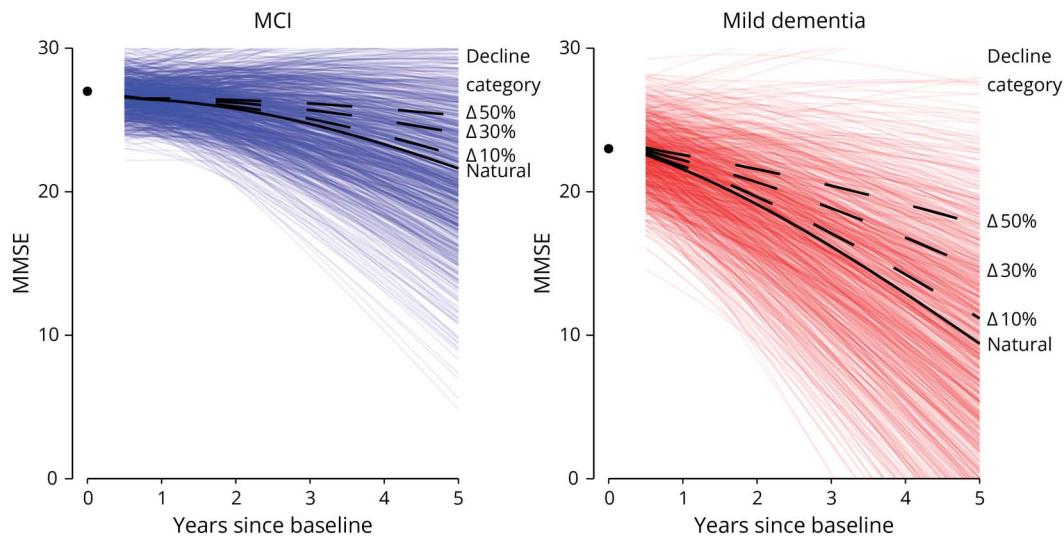 MCI
30
20
10
0
MMSE
0 1 2 3 4 5
Years since baseline
Decline
category
Δ50%
Δ30%
Δ10%
Natural
Mild dementia
30
20
10
0
MMSE
0 1 2 3 4 5
Years since baseline
Decline
category
Δ50%
Δ30%
Δ10%
Natural